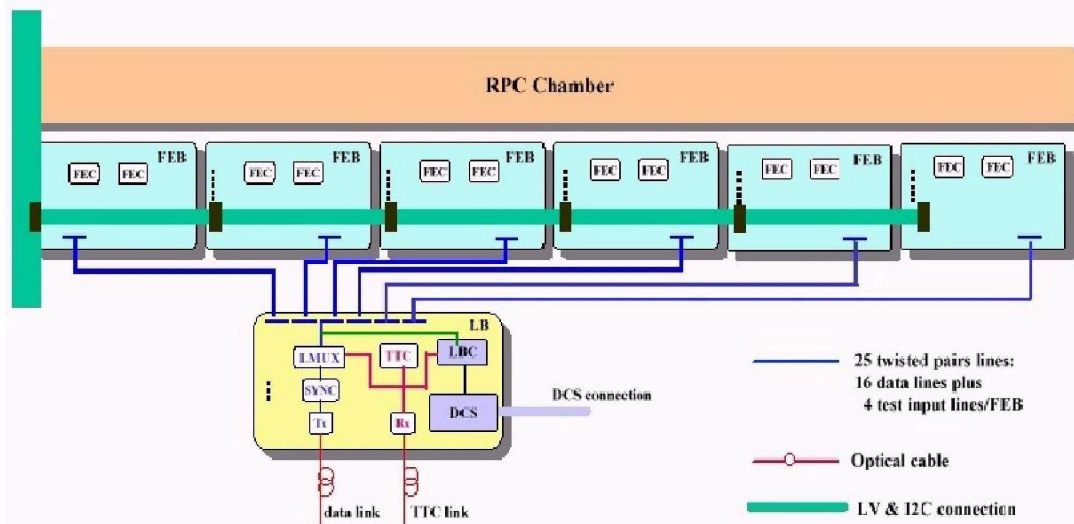 RPC Chamber
FEB FEB FEB FEB FEB FEB
FEC FEC FEC FEC FEC FEC FEC FEC FEC FEC FEC FEC
LB
LMUX TTC LBC
SYNC
DCS
Tx Rx
DCS connection
data link TTC link
25 twisted pairs lines:
16 data lines plus
4 test input lines/FEB
Optical cable
LV & I2C connection